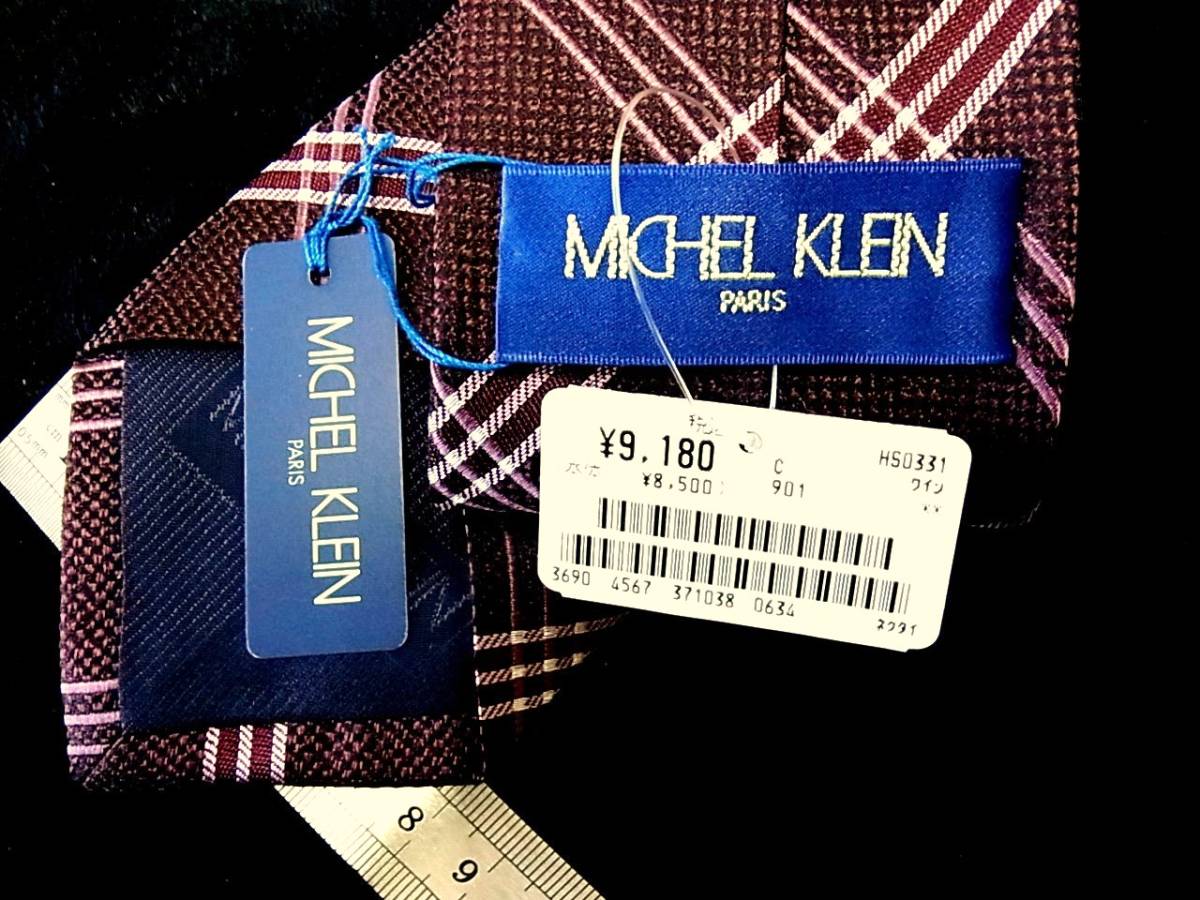 MICHEL KLEIN
PARIS
MICHEL KLEIN
PARIS
¥9,180
¥8,500
C
901
HS0331
ワイン
¥¥
3690 4567 371038 0634
ネクタイ
8
9